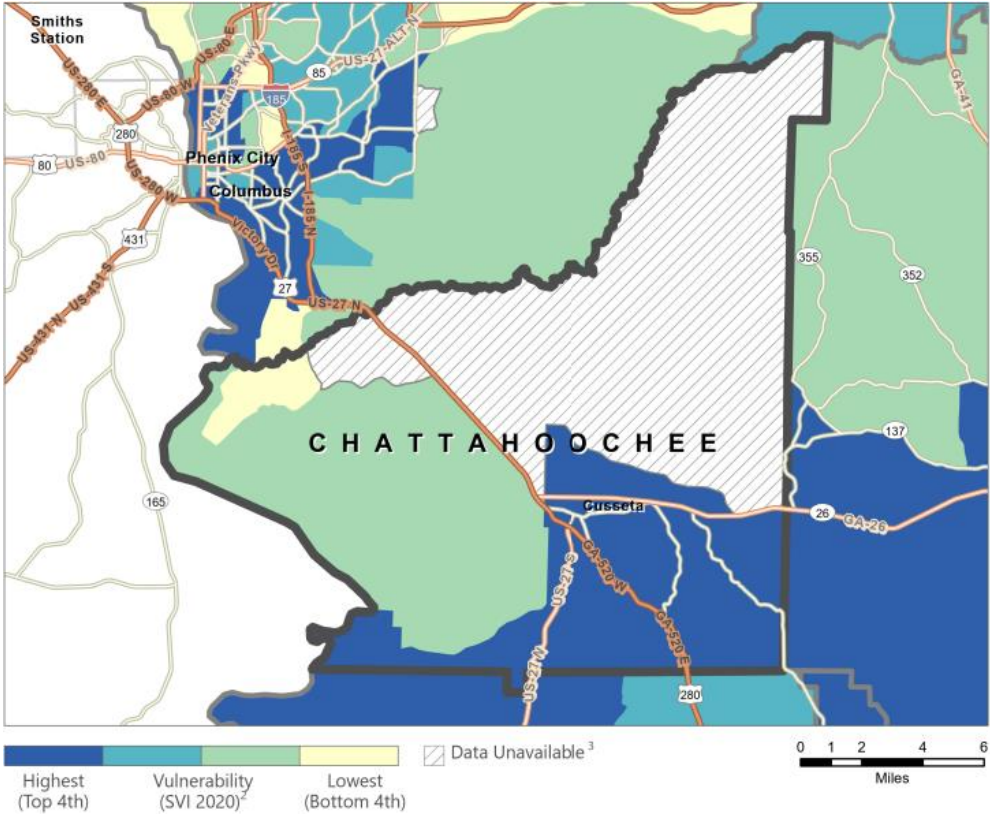 Smiths
Station
US-80 E
US-27-ALT-N
US-280 E
US-80 W
Veterans Pkwy
85
185
GA-41
280
80
US-80
Phenix City
I-185 S
US-280 W
Columbus
I-185 N
431
Victory Dr
355
352
US-431 S
27
US-27 N
US-431 N
CHATTAHOOCHEE
137
165
Cusseta
26
GA-26
US-27 S
GA-520 W
GA-520 E
US-27 N
280
Highest
(Top 4th)
Vulnerability
(SVI 2020)2
Lowest
(Bottom 4th)
Data Unavailable 3
0 1 2 4 6
Miles